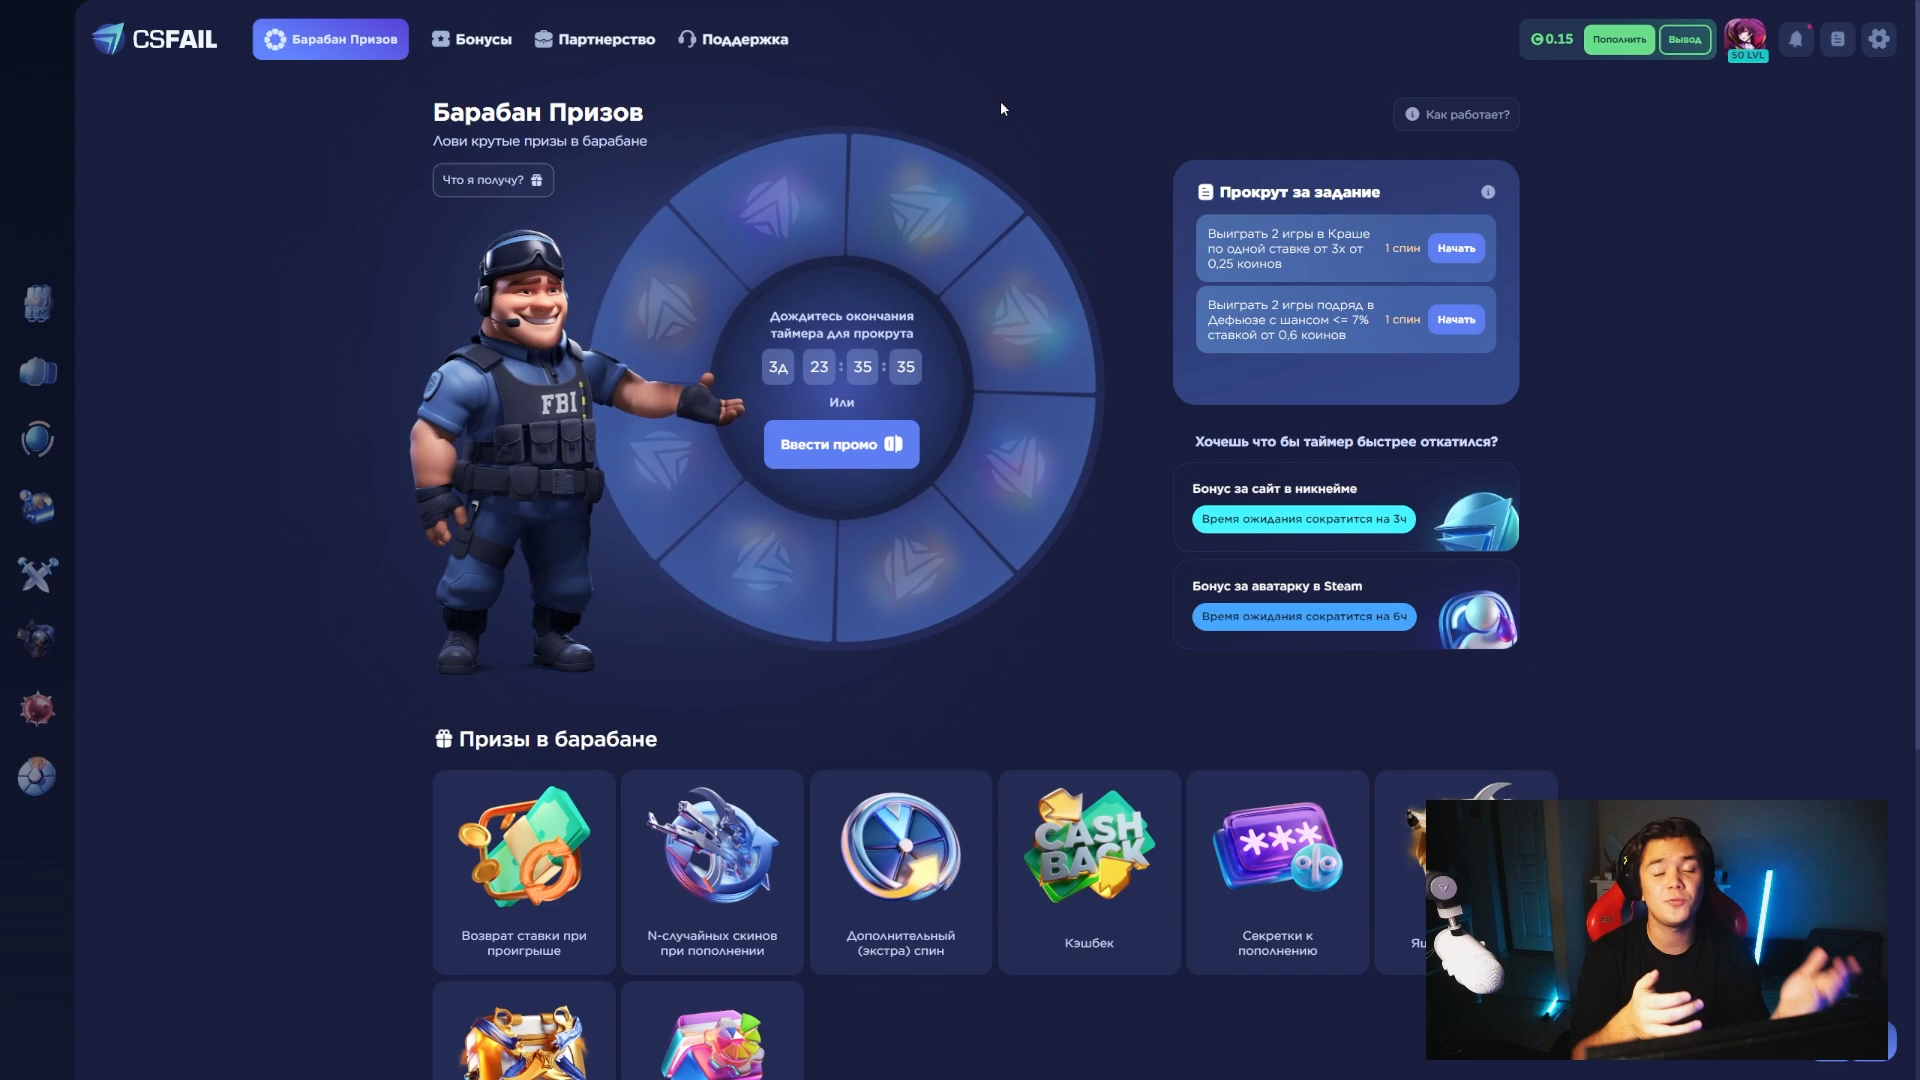 CSFAIL
Барабан Призов
Бонусы
Партнерство
Поддержка
0.15
Пополнить
Вывод
50 LVL
Барабан Призов
Лови крутые призы в барабане
Что я получу?
Как работает?
FBI
Дождитесь окончания
таймера для прокрута
3д 23 : 35 : 35
Или
Ввести промо
Прокрут за задание
Выиграть 2 игры в Краше
по одной ставке от 3х от
0,25 коинов
1 спин
Начать
Выиграть 2 игры подряд в
Дефьюзе с шансом <= 7%
ставкой от 0,6 коинов
1 спин
Начать
Хочешь что бы таймер быстрее откатился?
Бонус за сайт в никнейме
Время ожидания сократится на 3ч
Бонус за аватарку в Steam
Время ожидания сократится на 6ч
Призы в барабане
Возврат ставки при
проигрыше
N-случайных скинов
при пополнении
Дополнительный
(экстра) спин
CASH
BACK
Кэшбек
Секретки к
пополнению